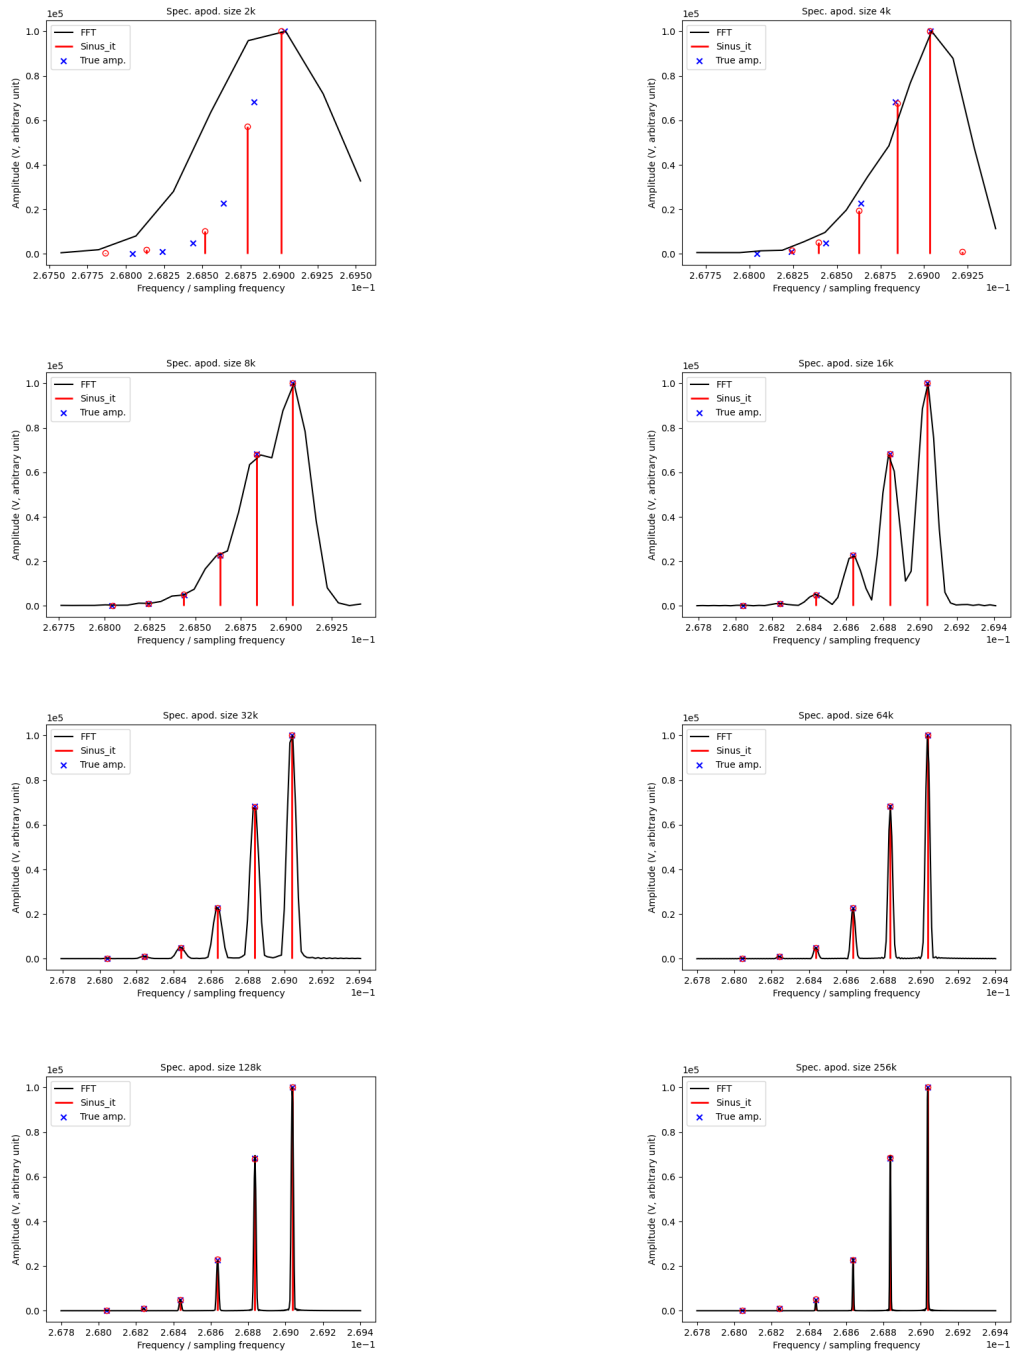 Spec. apod. size 2k
1e5
FFT
Sinus_it
True amp.
Amplitude (V, arbitrary unit)
1.0
0.8
0.6
0.4
0.2
0.0
2.6750 2.6775 2.6800 2.6825 2.6850 2.6875 2.6900 2.6925 2.6950
Frequency / sampling frequency
1e−1
Spec. apod. size 4k
1e5
FFT
Sinus_it
True amp.
Amplitude (V, arbitrary unit)
1.0
0.8
0.6
0.4
0.2
0.0
2.6775 2.6800 2.6825 2.6850 2.6875 2.6900 2.6925
Frequency / sampling frequency
1e−1
Spec. apod. size 8k
1e5
FFT
Sinus_it
True amp.
Amplitude (V, arbitrary unit)
1.0
0.8
0.6
0.4
0.2
0.0
2.6775 2.6800 2.6825 2.6850 2.6875 2.6900 2.6925
Frequency / sampling frequency
1e−1
Spec. apod. size 16k
1e5
FFT
Sinus_it
True amp.
Amplitude (V, arbitrary unit)
1.0
0.8
0.6
0.4
0.2
0.0
2.678 2.680 2.682 2.684 2.686 2.688 2.690 2.692 2.694
Frequency / sampling frequency
1e−1
Spec. apod. size 32k
1e5
FFT
Sinus_it
True amp.
Amplitude (V, arbitrary unit)
1.0
0.8
0.6
0.4
0.2
0.0
2.678 2.680 2.682 2.684 2.686 2.688 2.690 2.692 2.694
Frequency / sampling frequency
1e−1
Spec. apod. size 64k
1e5
FFT
Sinus_it
True amp.
Amplitude (V, arbitrary unit)
1.0
0.8
0.6
0.4
0.2
0.0
2.678 2.680 2.682 2.684 2.686 2.688 2.690 2.692 2.694
Frequency / sampling frequency
1e−1
Spec. apod. size 128k
1e5
FFT
Sinus_it
True amp.
Amplitude (V, arbitrary unit)
1.0
0.8
0.6
0.4
0.2
0.0
2.678 2.680 2.682 2.684 2.686 2.688 2.690 2.692 2.694
Frequency / sampling frequency
1e−1
Spec. apod. size 256k
1e5
FFT
Sinus_it
True amp.
Amplitude (V, arbitrary unit)
1.0
0.8
0.6
0.4
0.2
0.0
2.678 2.680 2.682 2.684 2.686 2.688 2.690 2.692 2.694
Frequency / sampling frequency
1e−1